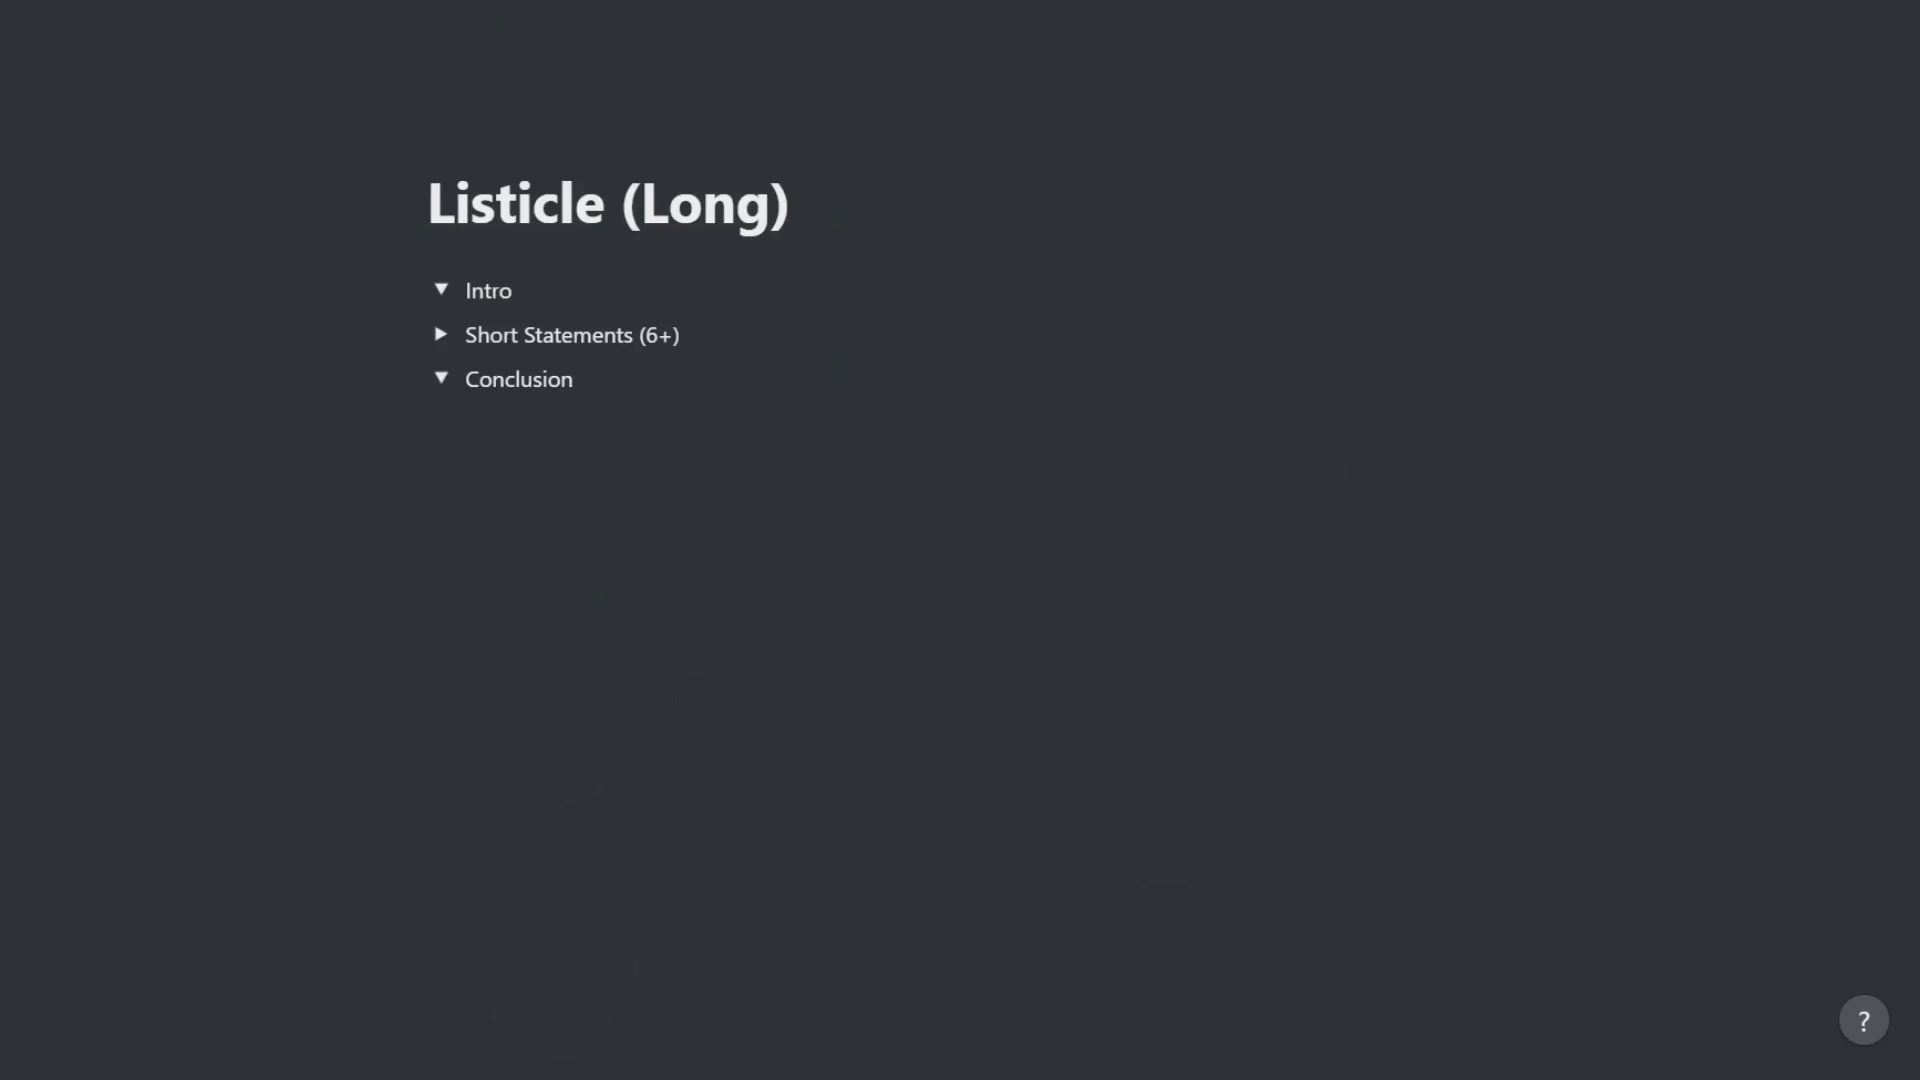 Listicle (Long)
Intro
Short Statements (6+)
Conclusion
?